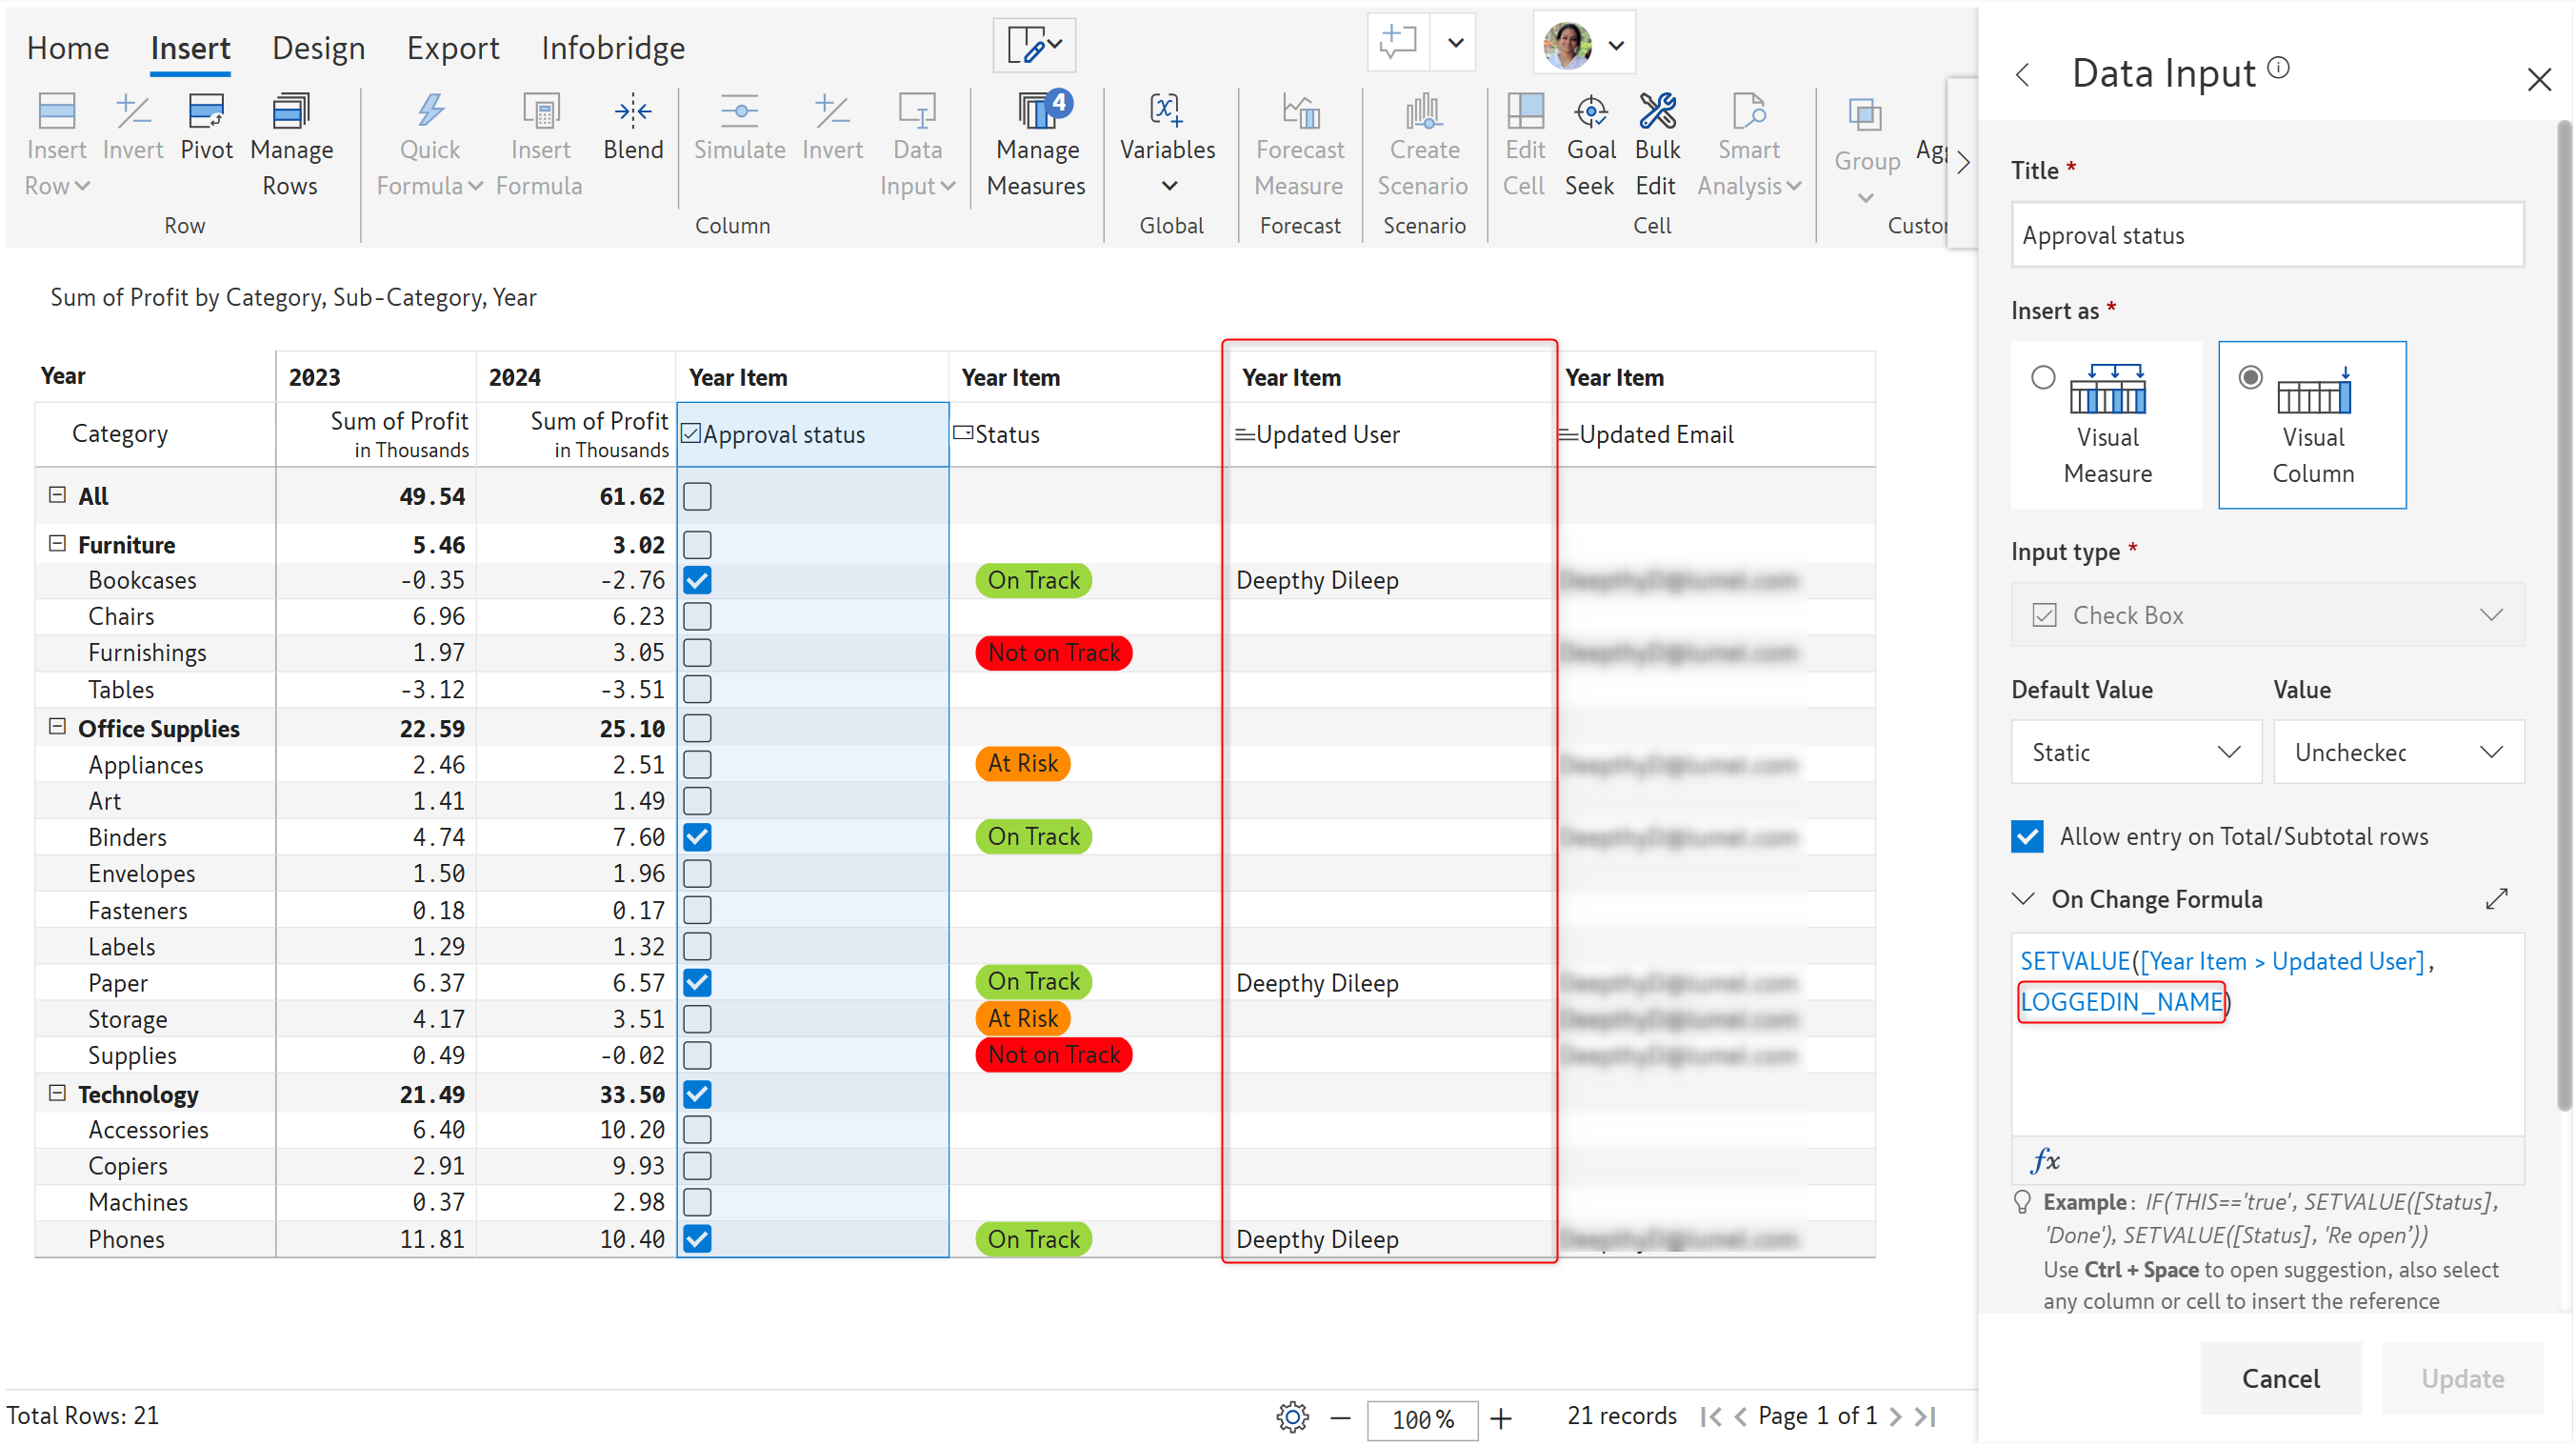 Home Insert Design Export Infobridge
Insert Row Invert Pivot Manage Rows Quick Formula Insert Formula Blend Simulate Invert Data Input Manage Measures 4 Variables Forecast Measure Create Scenario Edit Cell Goal Seek Bulk Edit Smart Analysis Group Agg
Row Column Global Forecast Scenario Cell Custo
Sum of Profit by Category, Sub-Category, Year
Year 2023 2024 Year Item Year Item Year Item Year Item
Category Sum of Profit in Thousands Sum of Profit in Thousands Approval status Status Updated User Updated Email
All 49.54 61.62
Furniture 5.46 3.02
Bookcases -0.35 -2.76 On Track Deepthy Dileep
Chairs 6.96 6.23
Furnishings 1.97 3.05 Not on Track
Tables -3.12 -3.51
Office Supplies 22.59 25.10
Appliances 2.46 2.51 At Risk
Art 1.41 1.49
Binders 4.74 7.60 On Track
Envelopes 1.50 1.96
Fasteners 0.18 0.17
Labels 1.29 1.32
Paper 6.37 6.57 On Track Deepthy Dileep
Storage 4.17 3.51 At Risk
Supplies 0.49 -0.02 Not on Track
Technology 21.49 33.50
Accessories 6.40 10.20
Copiers 2.91 9.93
Machines 0.37 2.98
Phones 11.81 10.40 On Track Deepthy Dileep
Total Rows: 21
100% 21 records Page 1 of 1
Data Input
Title *
Approval status
Insert as *
Visual Measure
Visual Column
Input type *
Check Box
Default Value Value
Static Unchecked
Allow entry on Total/Subtotal rows
On Change Formula
SETVALUE([Year Item > Updated User],
LOGGEDIN_NAME)
fx
Example: IF(THIS=='true', SETVALUE([Status],
'Done'), SETVALUE([Status], 'Re open'))
Use Ctrl + Space to open suggestion, also select
any column or cell to insert the reference
Cancel Update